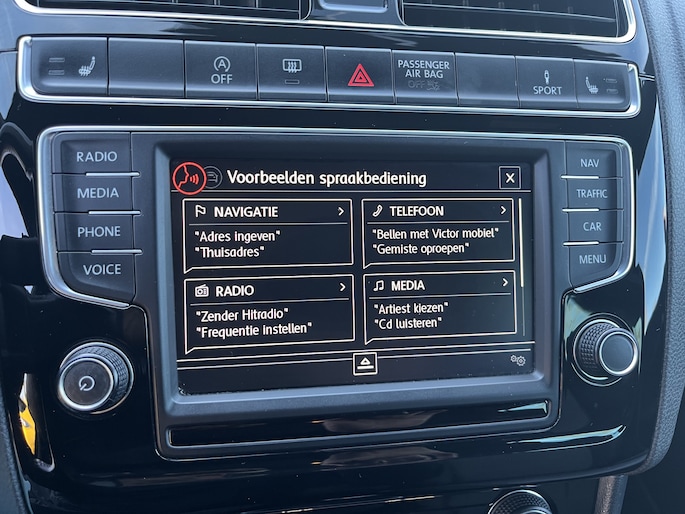 A OFF
PASSENGER
AIR BAG
OFF
SPORT
RADIO
MEDIA
PHONE
VOICE
Voorbeelden spraakbediening
X
NAVIGATIE
"Adres ingeven"
"Thuisadres"
TELEFOON
"Bellen met Victor mobiel"
"Gemiste oproepen"
RADIO
"Zender Hitradio"
"Frequentie instellen"
MEDIA
"Artiest kiezen"
"Cd luisteren"
NAV
TRAFFIC
CAR
MENU